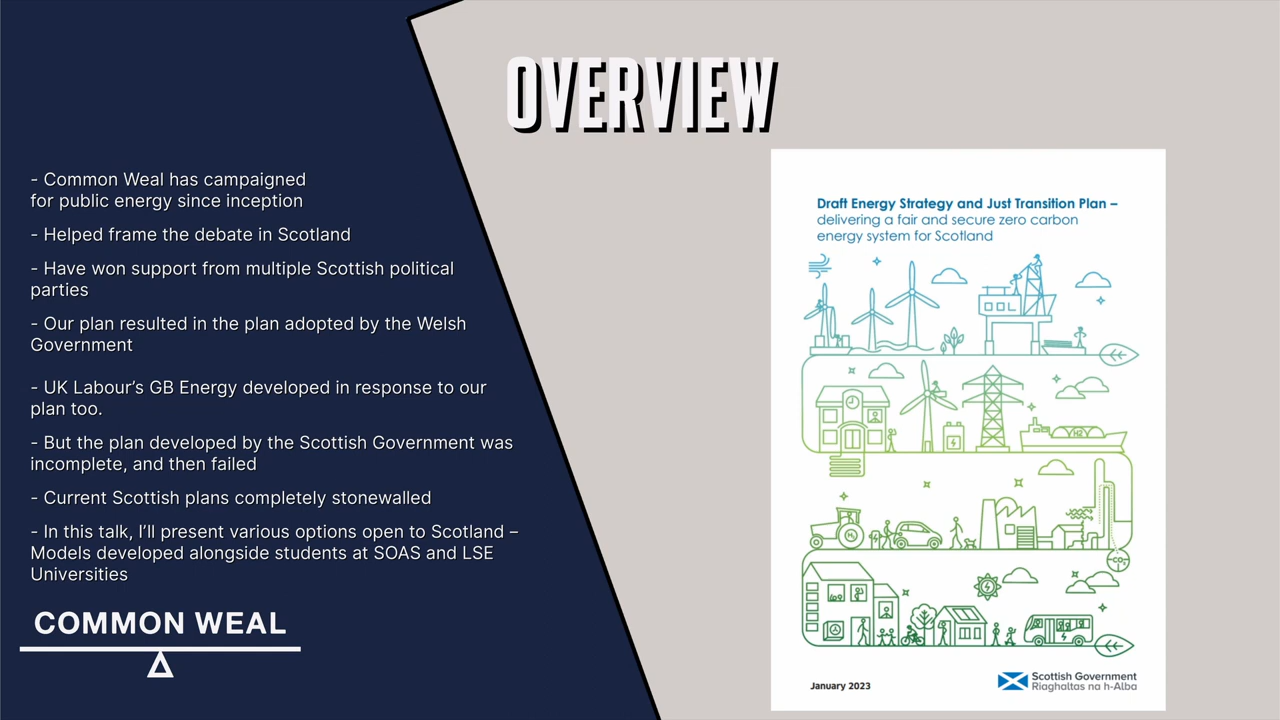 OVERVIEW
- Common Weal has campaigned
for public energy since inception
- Helped frame the debate in Scotland
- Have won support from multiple Scottish political
parties
- Our plan resulted in the plan adopted by the Welsh
Government
- UK Labour's GB Energy developed in response to our
plan too.
- But the plan developed by the Scottish Government was
incomplete, and then failed
- Current Scottish plans completely stonewalled
- In this talk, I'll present various options open to Scotland –
Models developed alongside students at SOAS and LSE
Universities
COMMON WEAL
Draft Energy Strategy and Just Transition Plan –
delivering a fair and secure zero carbon
energy system for Scotland
H2
H2
CO2
January 2023
Scottish Government
Riaghaltas na h-Alba